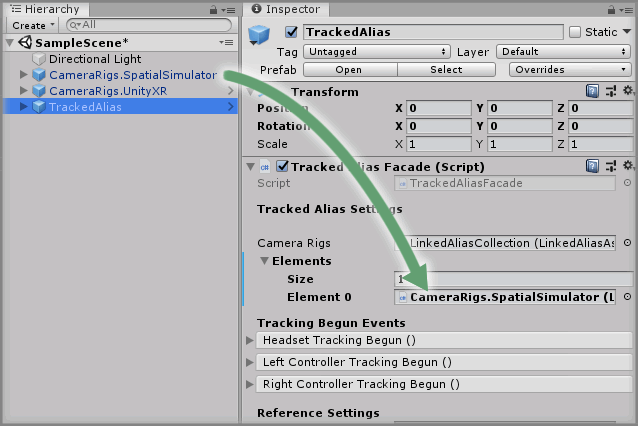 Hierarchy
Create
All
SampleScene*
Directional Light
CameraRigs.SpatialSimulator
CameraRigs.UnityXR
TrackedAlias
Inspector
TrackedAlias
Static
Tag Untagged Layer Default
Prefab Open Select Overrides
Transform
Position X 0 Y 0 Z 0
Rotation X 0 Y 0 Z 0
Scale X 1 Y 1 Z 1
Tracked Alias Facade (Script)
Script TrackedAliasFacade
Tracked Alias Settings
Camera Rigs LinkedAliasCollection (LinkedAliasAs
Elements
Size 1
Element 0 CameraRigs.SpatialSimulator (L
Tracking Begun Events
Headset Tracking Begun ()
Left Controller Tracking Begun ()
Right Controller Tracking Begun ()
Reference Settings